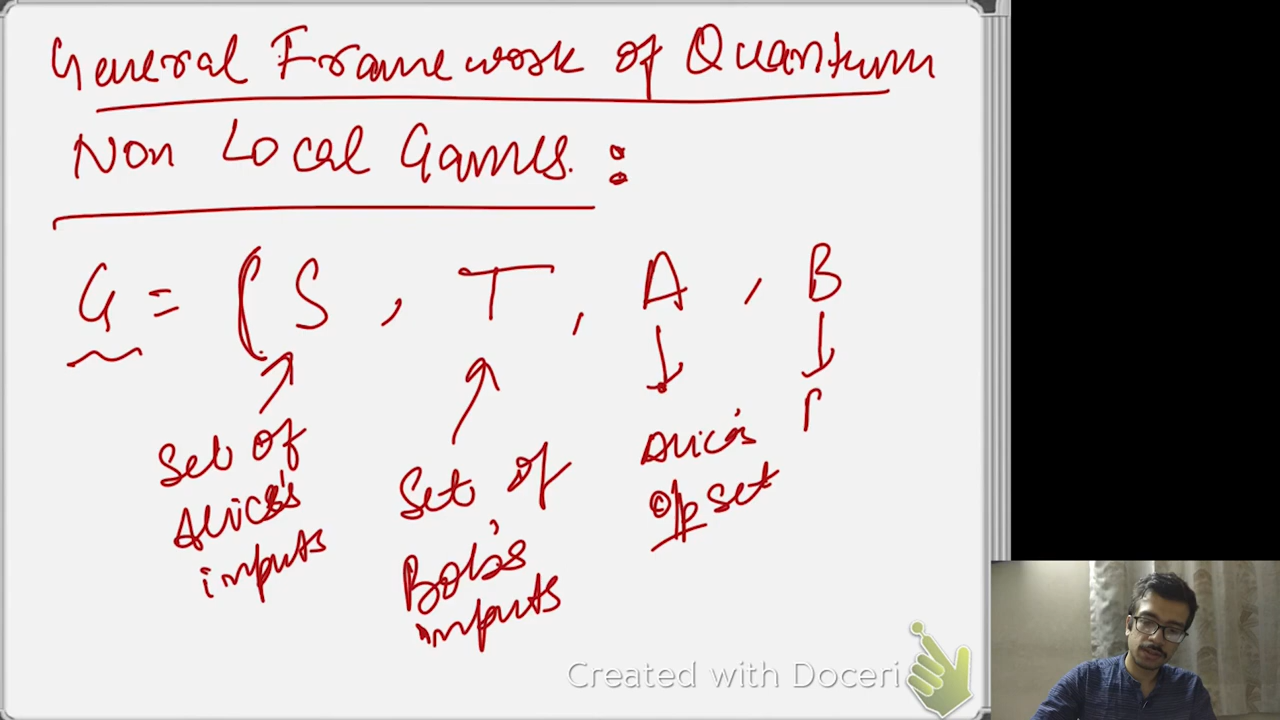 General Framework of Quantum
Non Local Games :
G = ( S , T , A , B
Set of
Alice's
inputs
Set of
Bob's
inputs
Alice's
O/p set
Created with Doceri